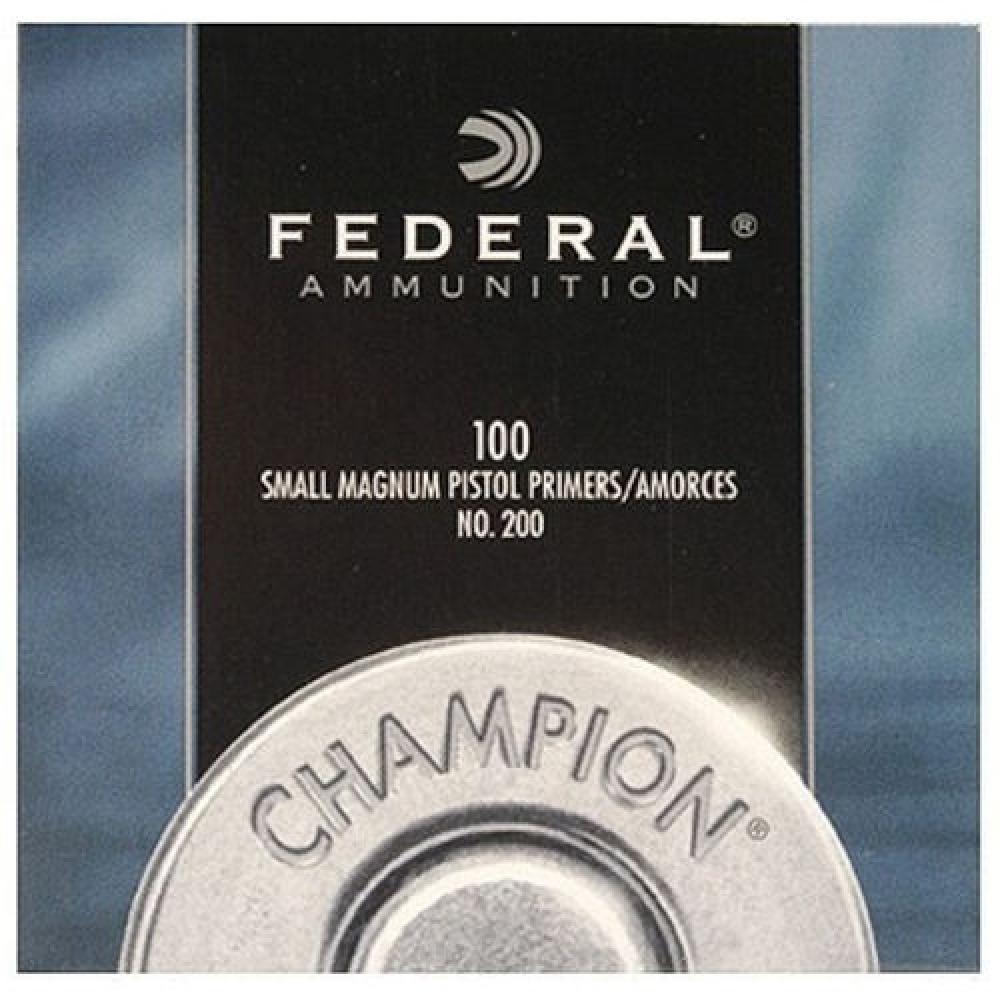 FEDERAL®
AMMUNITION
100
SMALL MAGNUM PISTOL PRIMERS/AMORCES
NO. 200
CHAMPION®